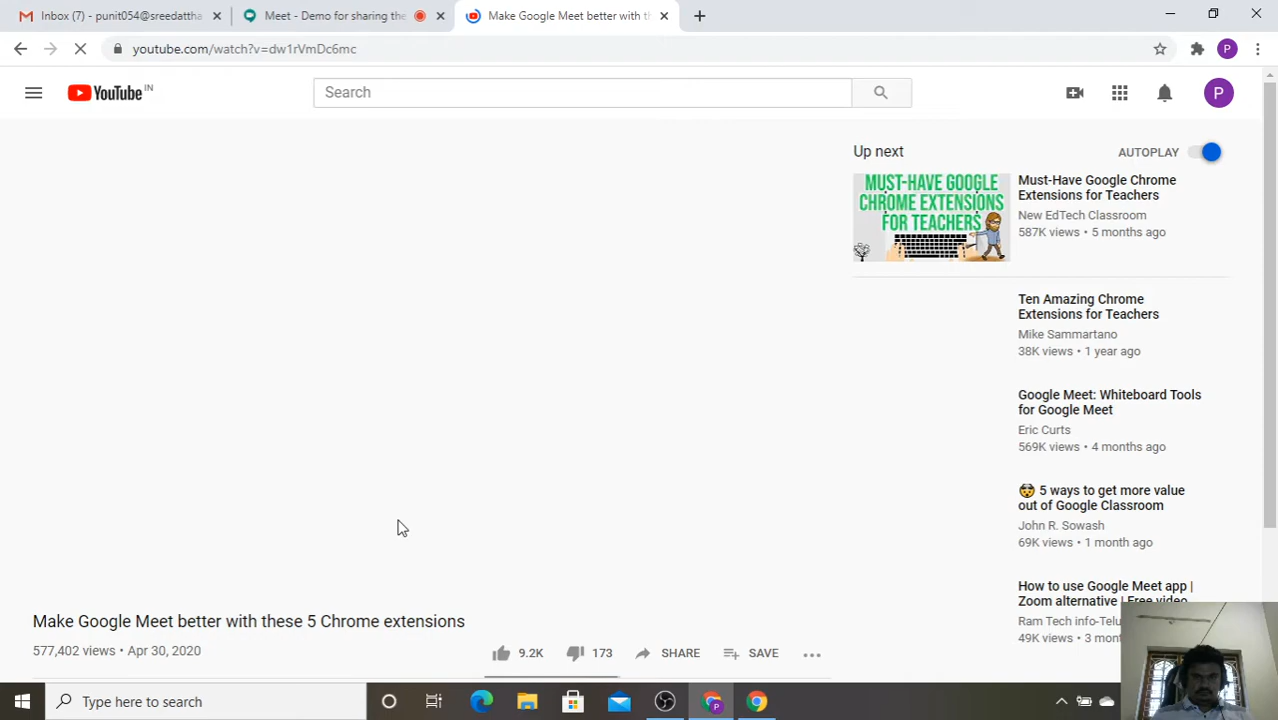 Inbox (7) - punit054@sreedattha
Meet - Demo for sharing the
Make Google Meet better with th
youtube.com/watch?v=dw1rVmDc6mc
P
YouTube IN
Search
P
Up next
AUTOPLAY
MUST-HAVE GOOGLE
CHROME EXTENSIONS
FOR TEACHERS
Must-Have Google Chrome
Extensions for Teachers
New EdTech Classroom
587K views • 5 months ago
Ten Amazing Chrome
Extensions for Teachers
Mike Sammartano
38K views • 1 year ago
Google Meet: Whiteboard Tools
for Google Meet
Eric Curts
569K views • 4 months ago
🤯 5 ways to get more value
out of Google Classroom
John R. Sowash
69K views • 1 month ago
How to use Google Meet app |
Zoom alternative | Free video
Ram Tech info-Telu
49K views • 3 mont
Make Google Meet better with these 5 Chrome extensions
577,402 views • Apr 30, 2020
9.2K
173
SHARE
SAVE
Type here to search